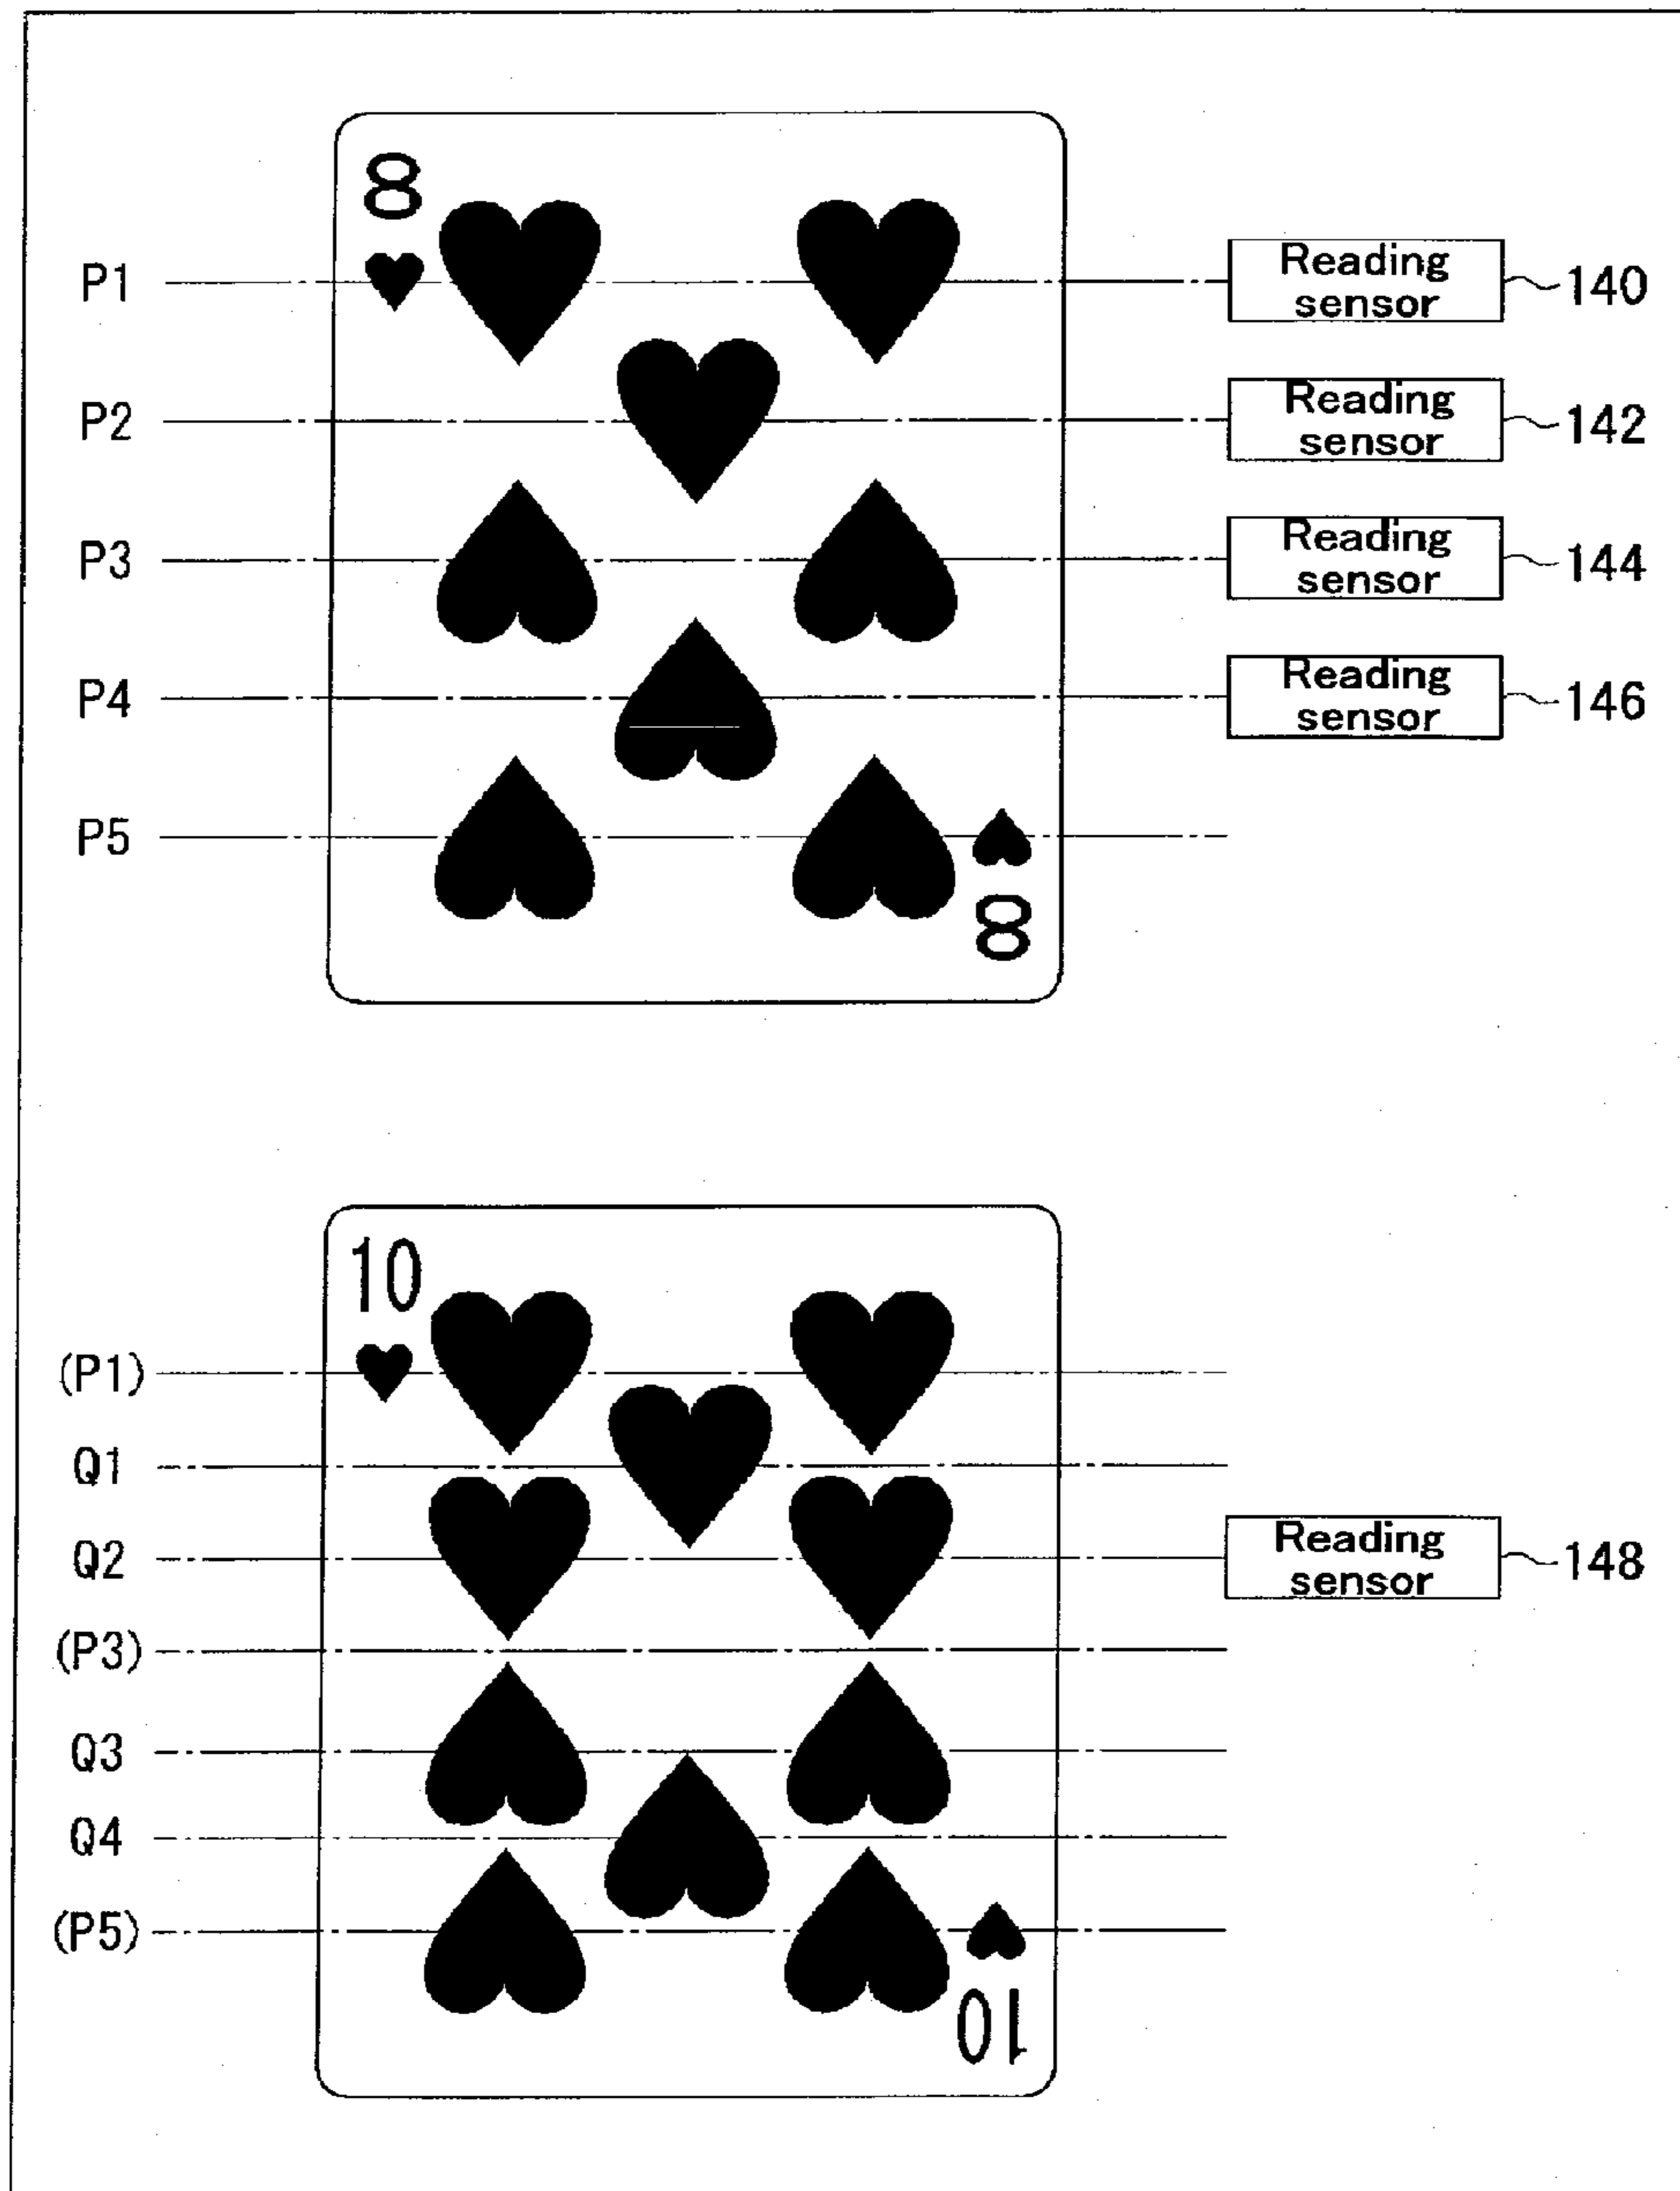 8
P1 Reading sensor 140
P2 Reading sensor 142
P3 Reading sensor 144
P4 Reading sensor 146
P5
8
10
(P1)
Q1
Q2 Reading sensor 148
(P3)
Q3
Q4
(P5)
10